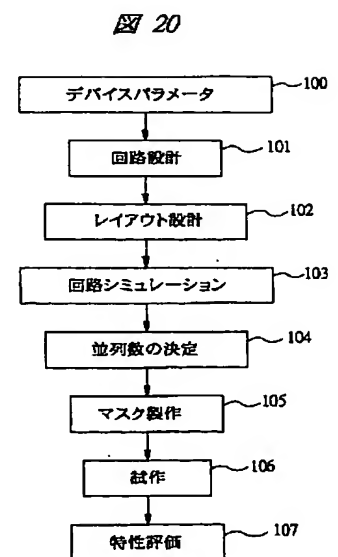 図 20
デバイスパラメータ
100
回路設計
101
レイアウト設計
102
回路シミュレーション
103
並列数の決定
104
マスク製作
105
試作
106
特性評価
107